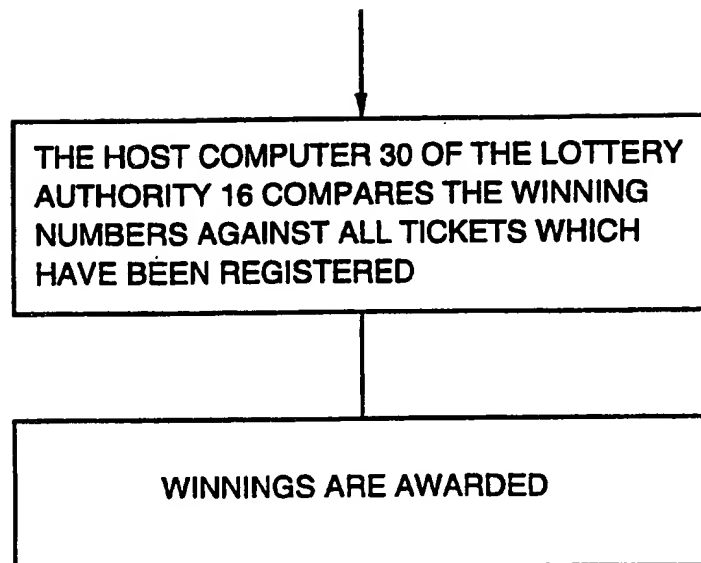 THE HOST COMPUTER 30 OF THE LOTTERY
AUTHORITY 16 COMPARES THE WINNING
NUMBERS AGAINST ALL TICKETS WHICH
HAVE BEEN REGISTERED
WINNINGS ARE AWARDED